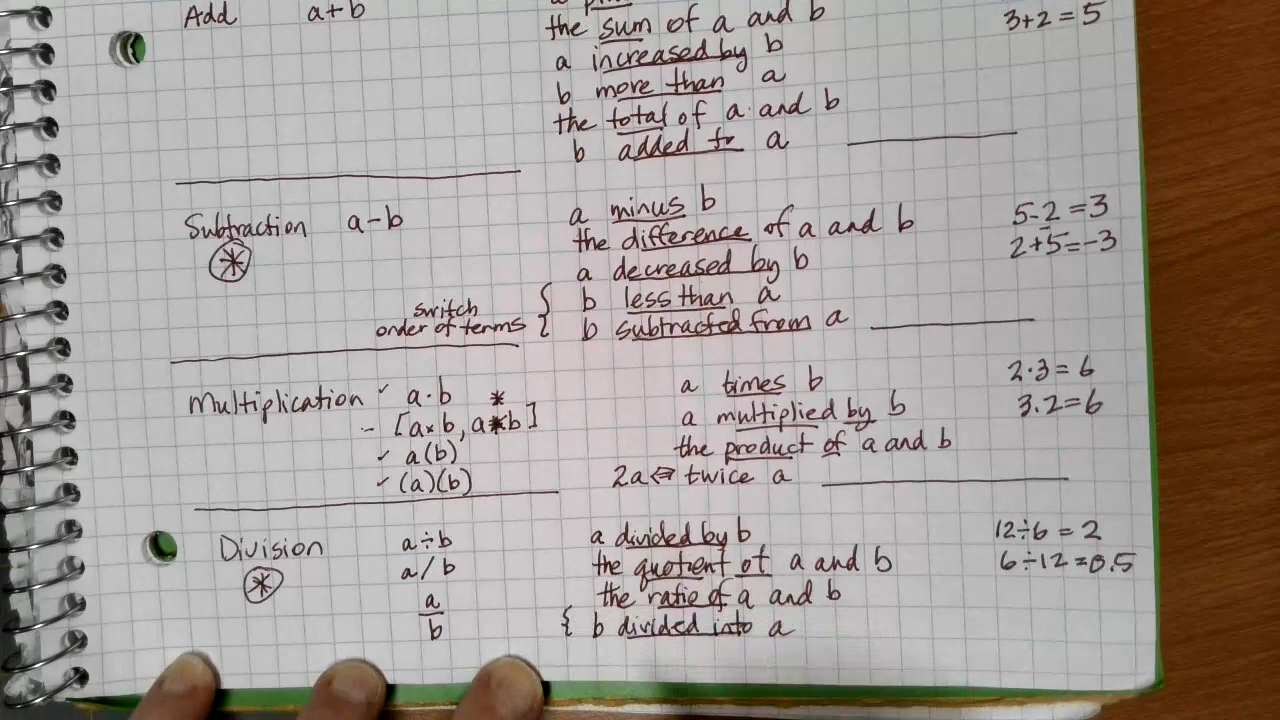 Add a+b
the sum of a and b 3+2=5
a increased by b
b more than a
the total of a and b
b added to a
Subtraction a-b a minus b 5-2=3
the difference of a and b 2+5=-3
* a decreased by b
switch { b less than a
order of terms b subtracted from a
Multiplication ✓ a·b * a times b 2·3=6
- [a×b, a*b] a multiplied by b 3.2=6
✓ a(b) the product of a and b
✓ (a)(b) 2a⇔ twice a
Division a÷b a divided by b 12÷6=2
* a/b the quotient of a and b 6÷12=0.5
a/b the ratio of a and b
{ b divided into a